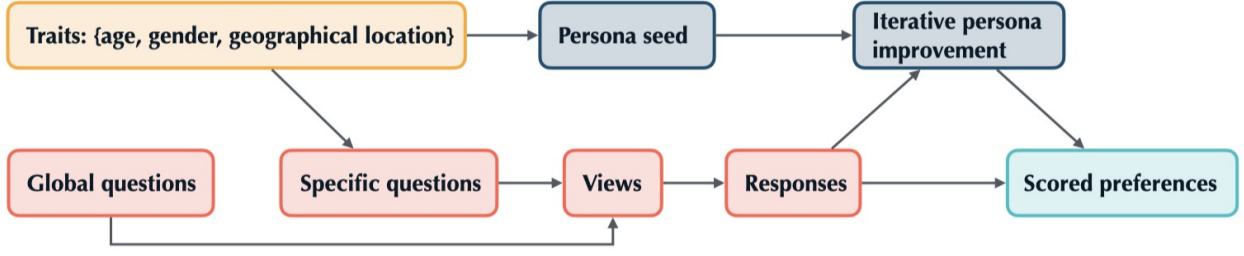 Traits: {age, gender, geographical location}
Persona seed
Iterative persona
improvement
Global questions
Specific questions
Views
Responses
Scored preferences